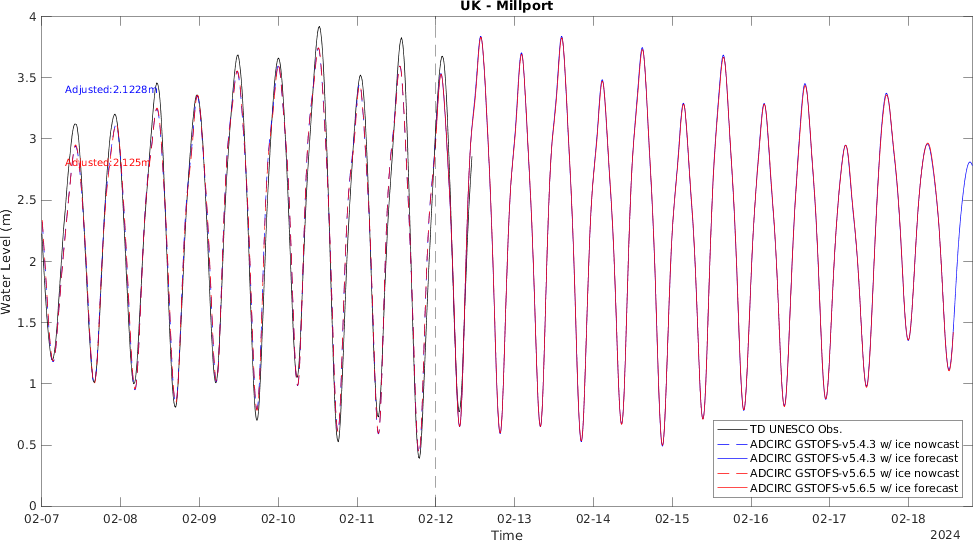 UK - Millport
4
3.5
3
2.5
2
1.5
1
0.5
0
Water Level (m)
Adjusted:2.1228m
Adjusted:2.125m
TD UNESCO Obs.
ADCIRC GSTOFS-v5.4.3 w/ ice nowcast
ADCIRC GSTOFS-v5.4.3 w/ ice forecast
ADCIRC GSTOFS-v5.6.5 w/ ice nowcast
ADCIRC GSTOFS-v5.6.5 w/ ice forecast
02-07 02-08 02-09 02-10 02-11 02-12 02-13 02-14 02-15 02-16 02-17 02-18
Time
2024